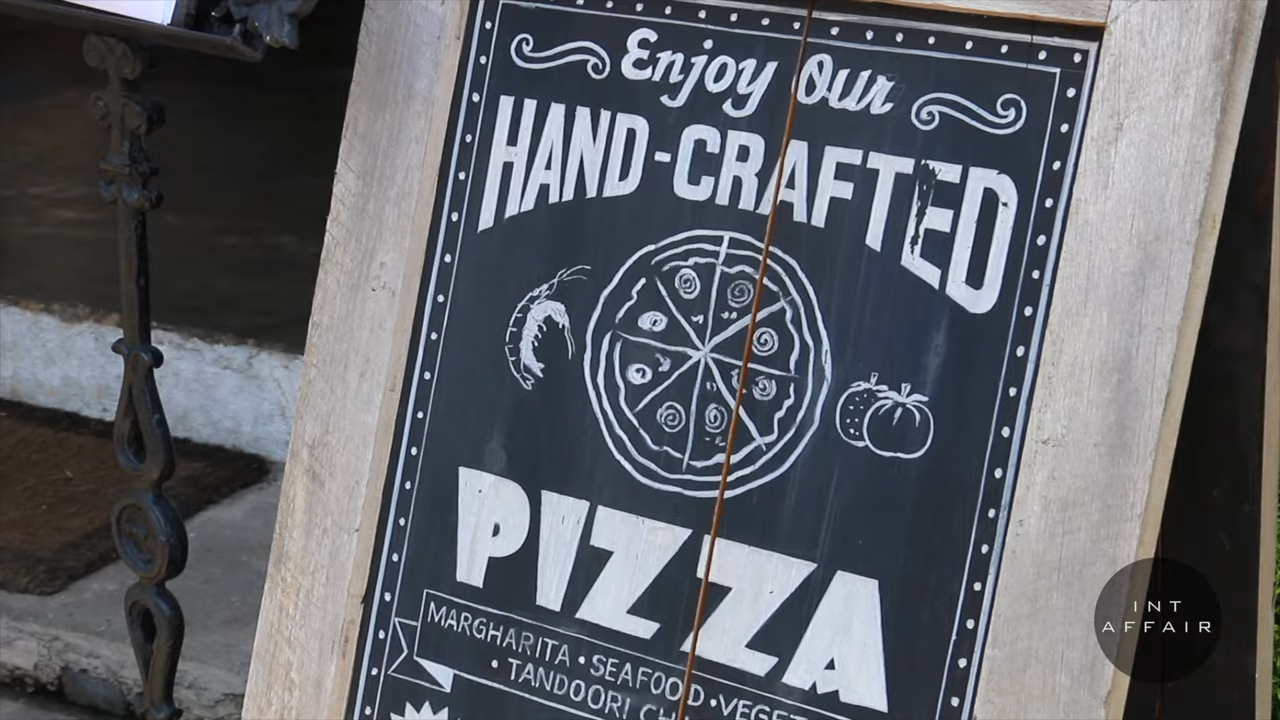 Enjoy Our
HAND-CRAFTED
PIZZA
MARGHARITA • SEAFOOD •
• TANDOORI
INT
AFFAIR